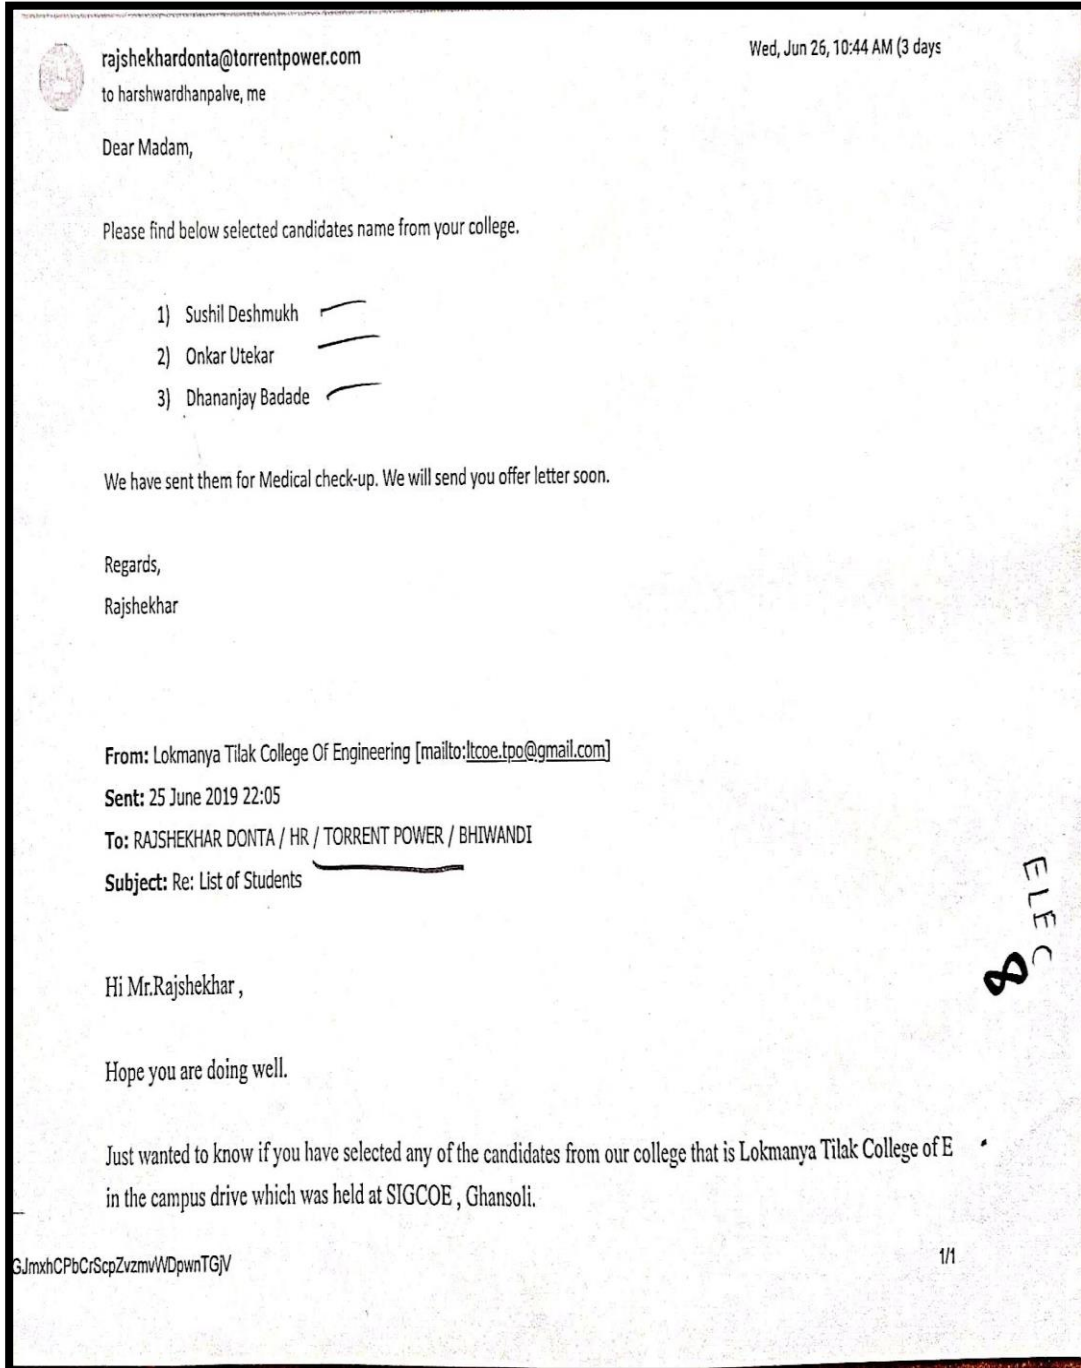 rajshekhardonta@torrentpower.com
Wed, Jun 26, 10:44 AM (3 days
to harshwardhanpalve, me
Dear Madam,
Please find below selected candidates name from your college.
1) Sushil Deshmukh
2) Onkar Utekar
3) Dhananjay Badade
We have sent them for Medical check-up. We will send you offer letter soon.
Regards,
Rajshekhar
From: Lokmanya Tilak College Of Engineering [mailto:ltcoe.tpo@gmail.com]
Sent: 25 June 2019 22:05
To: RAJSHEKHAR DONTA / HR / TORRENT POWER / BHIWANDI
Subject: Re: List of Students
ELEC
8
Hi Mr.Rajshekhar ,
Hope you are doing well.
Just wanted to know if you have selected any of the candidates from our college that is Lokmanya Tilak College of E
in the campus drive which was held at SIGCOE , Ghansoli.
GJmxhCPbCrScpZvzmvWDpwnTGjV
1/1